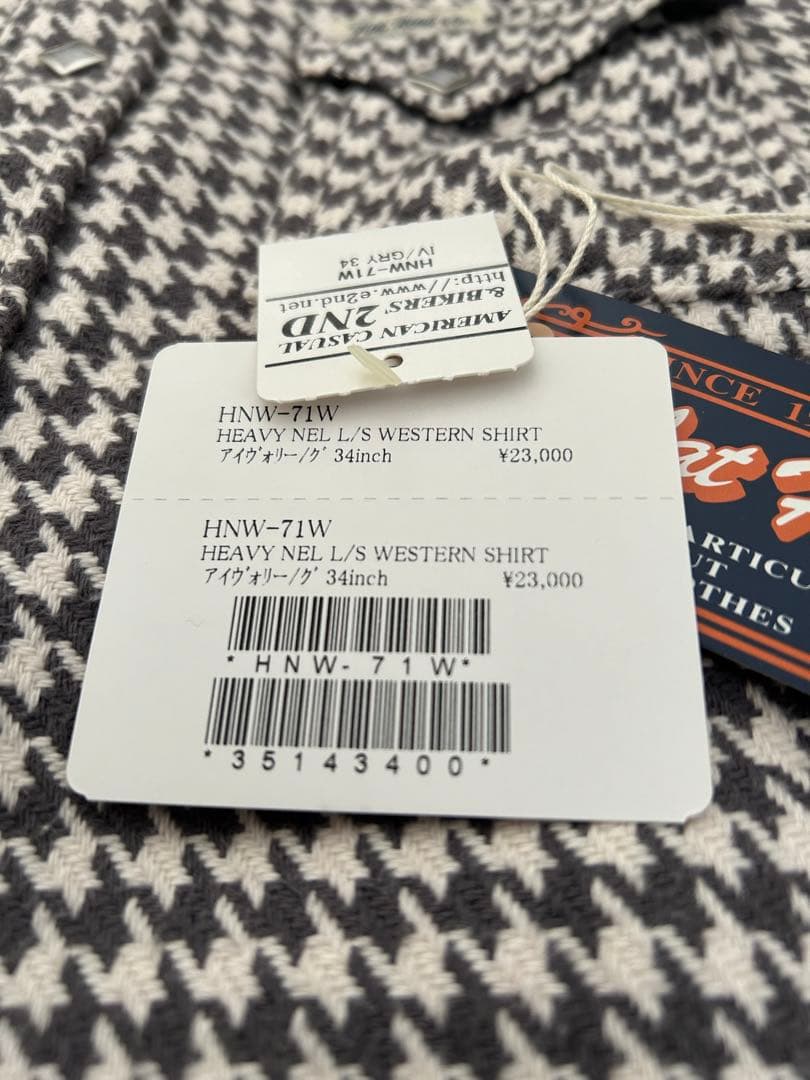 HNW-71W
IV/GRY 34
http://www.e2nd.net
& BIKERS' 2ND
AMERICAN CASUAL
HNW-71W
HEAVY NEL L/S WESTERN SHIRT
アイヴォリー/グ 34inch ¥23,000
HNW-71W
HEAVY NEL L/S WESTERN SHIRT
アイヴォリー/グ 34inch ¥23,000
*HNW-71W*
*35143400*
INCE 1
at
ARTICU
UT
THES